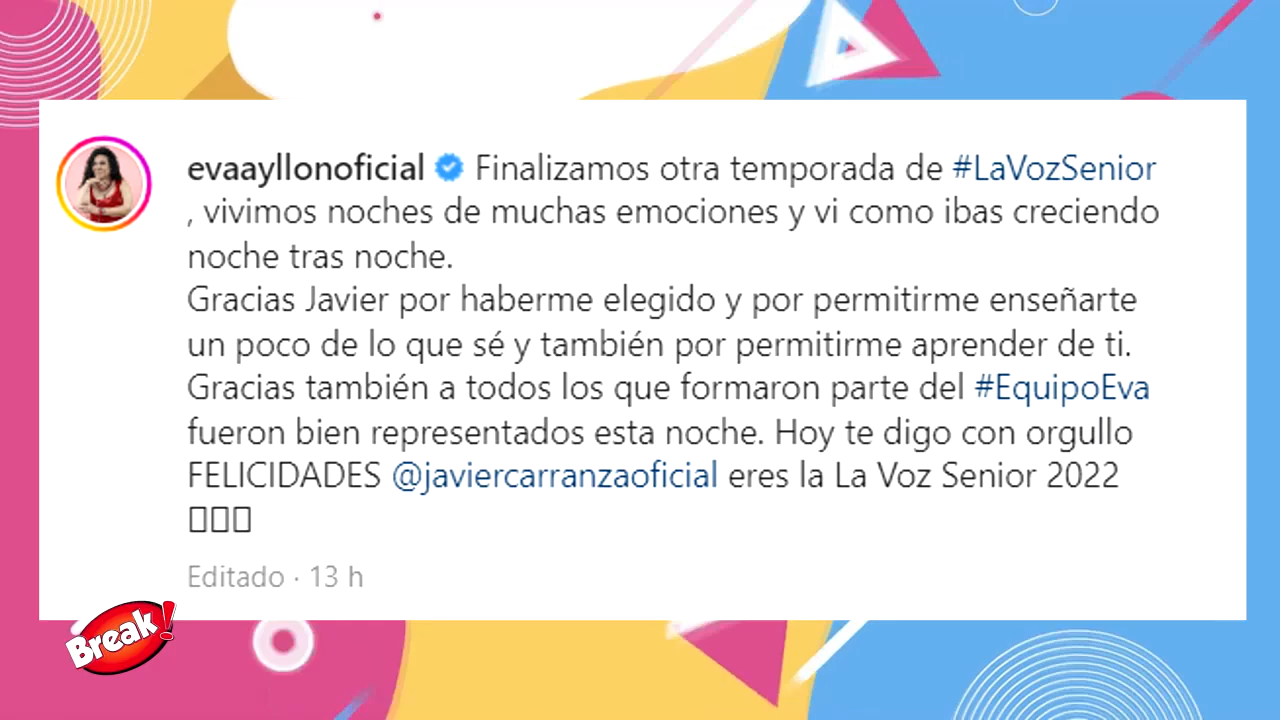 evaayllonoficial Finalizamos otra temporada de #LaVozSenior
, vivimos noches de muchas emociones y vi como ibas creciendo
noche tras noche.
Gracias Javier por haberme elegido y por permitirme enseñarte
un poco de lo que sé y también por permitirme aprender de ti.
Gracias también a todos los que formaron parte del #EquipoEva
fueron bien representados esta noche. Hoy te digo con orgullo
FELICIDADES @javiercarranzaoficial eres la La Voz Senior 2022
Editado · 13 h
Break!